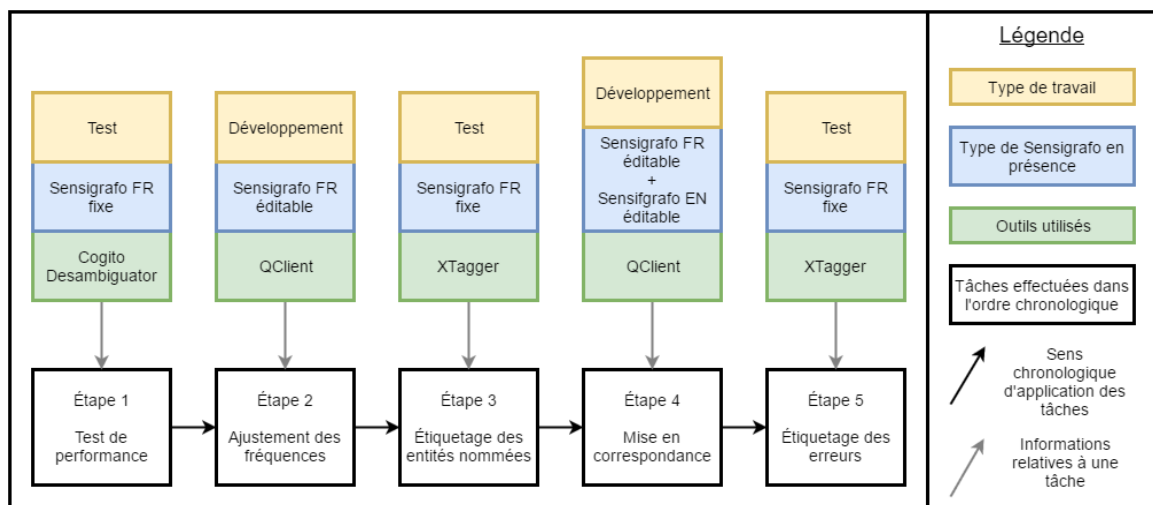 Test
Sensigrafo FR
fixe
Cogito
Desambiguator
Étape 1
Test de
performance
Développement
Sensigrafo FR
éditable
QClient
Étape 2
Ajustement des
fréquences
Test
Sensigrafo FR
fixe
XTagger
Étape 3
Étiquetage des
entités nommées
Développement
Sensigrafo FR
éditable
+
Sensifgrafo EN
éditable
QClient
Étape 4
Mise en
correspondance
Test
Sensigrafo FR
fixe
XTagger
Étape 5
Étiquetage des
erreurs
Légende
Type de travail
Type de Sensigrafo en
présence
Outils utilisés
Tâches effectuées dans
l'ordre chronologique
Sens
chronologique
d'application des
tâches
Informations
relatives à une
tâche